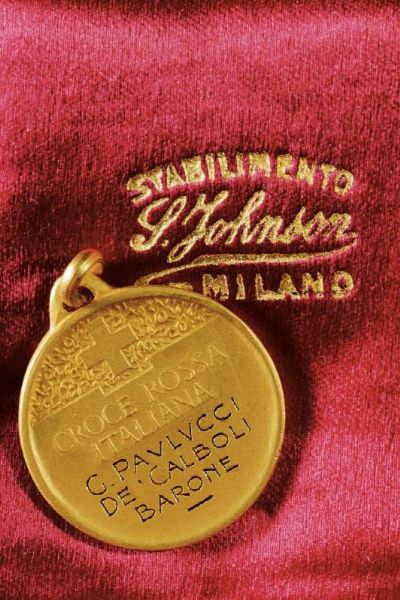 STABILIMENTO
S. Johnson
MILANO
CROCE ROSSA
ITALIANA
G. PAVLVCCI
DE' CALBOLI
BARONE